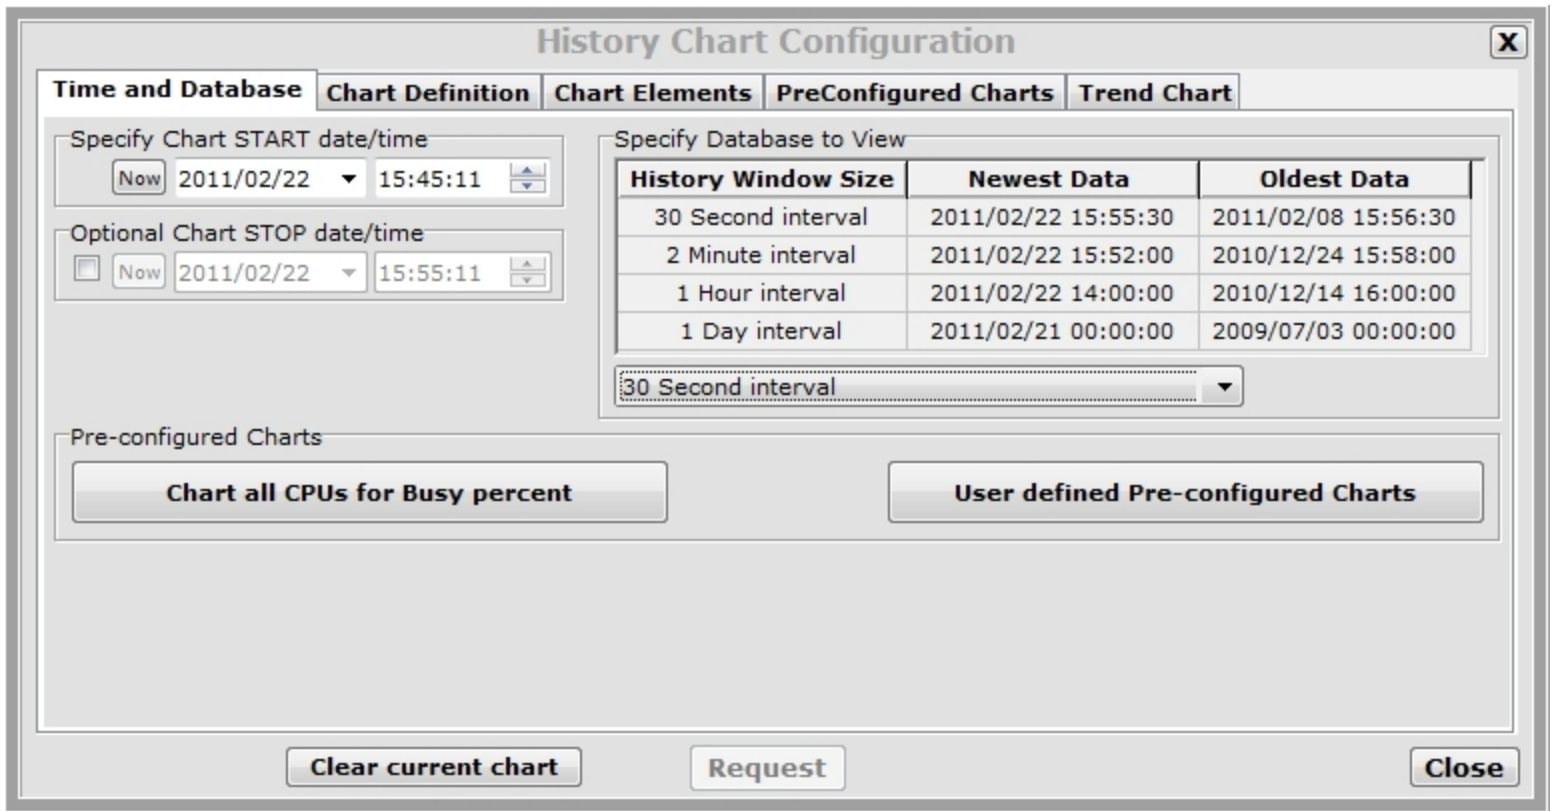 History Chart Configuration
X
Time and Database Chart Definition Chart Elements PreConfigured Charts Trend Chart
Specify Chart START date/time
Now 2011/02/22 15:45:11
Optional Chart STOP date/time
Now 2011/02/22 15:55:11
Specify Database to View
History Window Size Newest Data Oldest Data
30 Second interval 2011/02/22 15:55:30 2011/02/08 15:56:30
2 Minute interval 2011/02/22 15:52:00 2010/12/24 15:58:00
1 Hour interval 2011/02/22 14:00:00 2010/12/14 16:00:00
1 Day interval 2011/02/21 00:00:00 2009/07/03 00:00:00
30 Second interval
Pre-configured Charts
Chart all CPUs for Busy percent User defined Pre-configured Charts
Clear current chart Request Close